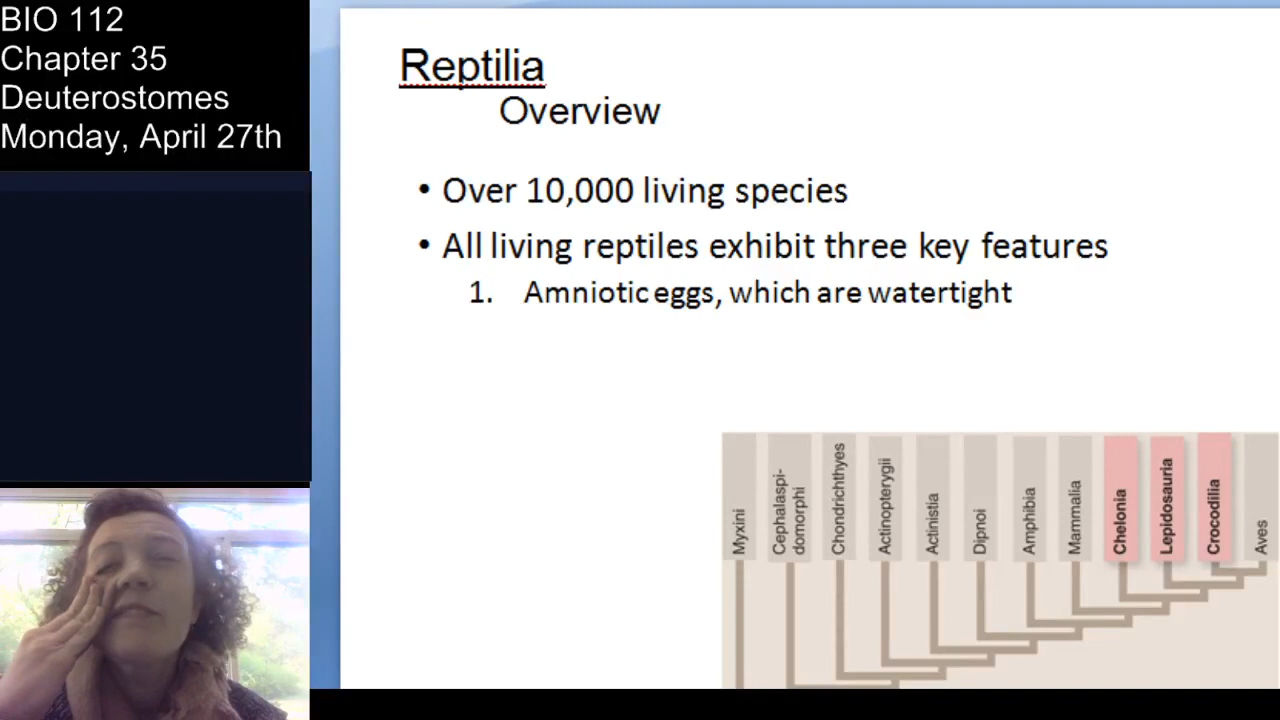 BIO 112
Chapter 35
Deuterostomes
Monday, April 27th
Reptilia
Overview
• Over 10,000 living species
• All living reptiles exhibit three key features
1. Amniotic eggs, which are watertight
Myxini
Cephalaspi-
domorphi
Chondrichthyes
Actinopterygii
Actinistia
Dipnoi
Amphibia
Mammalia
Chelonia
Lepidosauria
Crocodilia
Aves